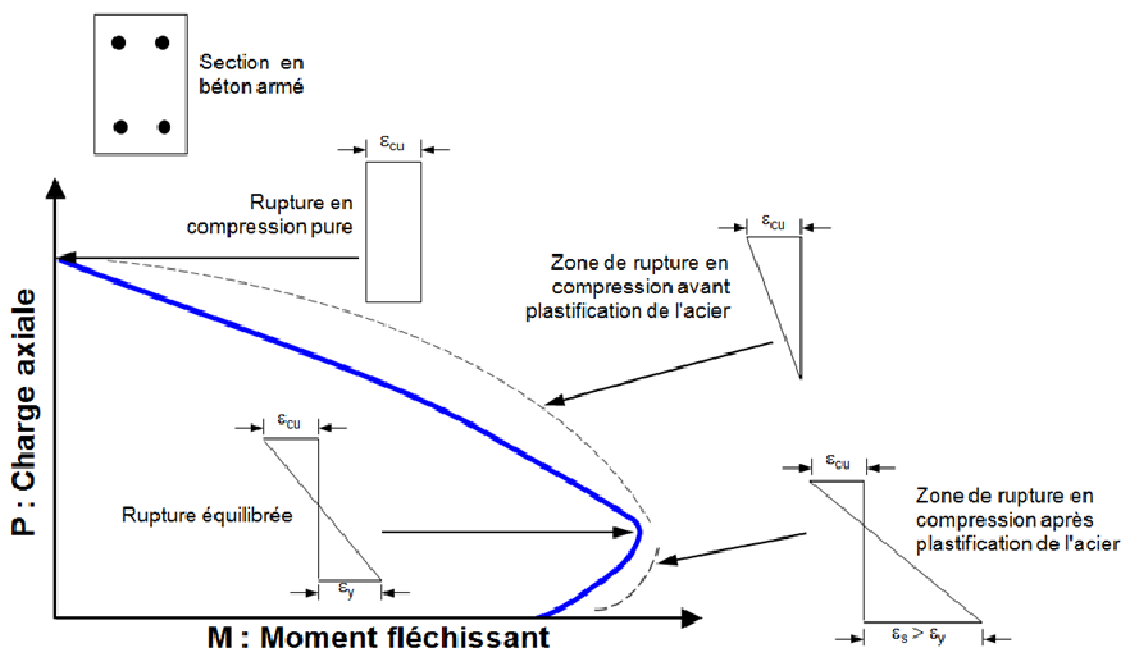 Section en
béton armé
εcu
Rupture en
compression pure
εcu
Zone de rupture en
compression avant
plastification de l'acier
P : Charge axiale
εcu
Rupture équilibrée
εy
εcu
Zone de rupture en
compression après
plastification de l'acier
εs > εy
M : Moment fléchissant